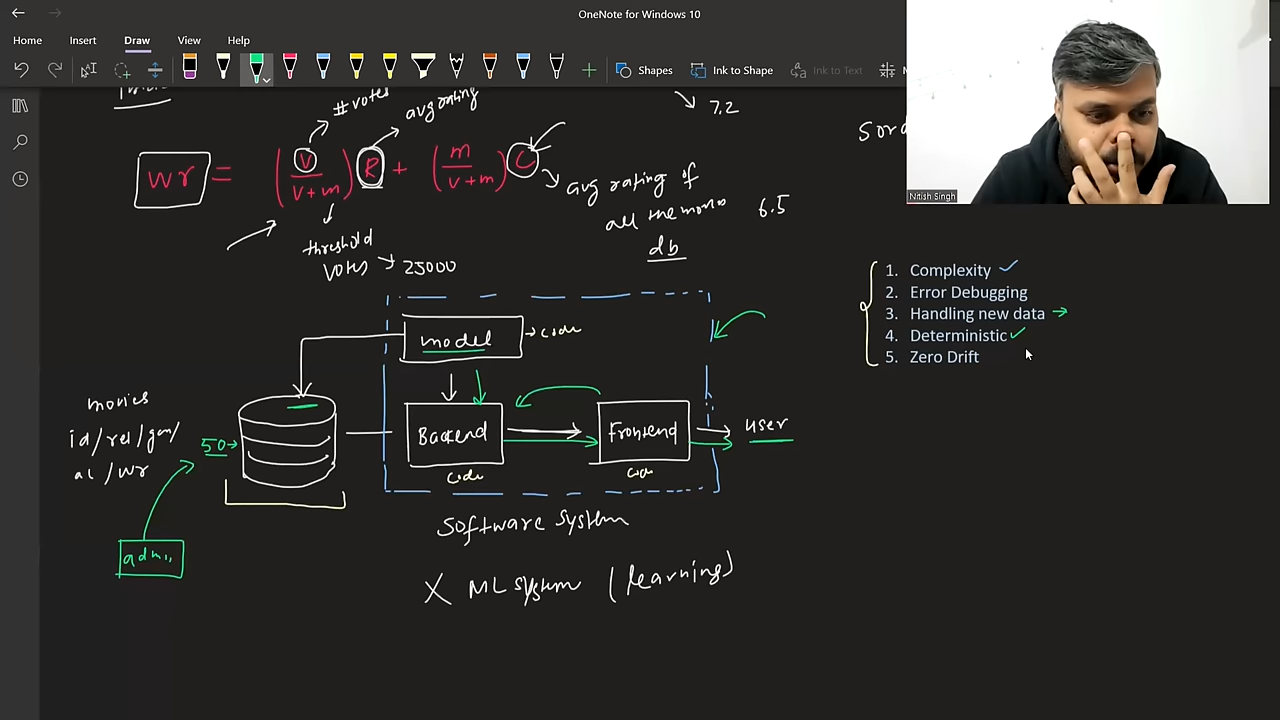 OneNote for Windows 10
Home Insert Draw View Help
Shapes Ink to Shape Ink to Text
#votes
avg rating
7.2
wr = (v/v+m) R + (m/v+m) C
threshold
votes → 25000
avg rating of
all the movies 6.5
db
Nitish Singh
1. Complexity ✓
2. Error Debugging
3. Handling new data →
4. Deterministic ✓
5. Zero Drift
model → code
movies
id/rel/gen/
50→
Backend
code
Frontend
user
admin
Software system
X ML system (learning)